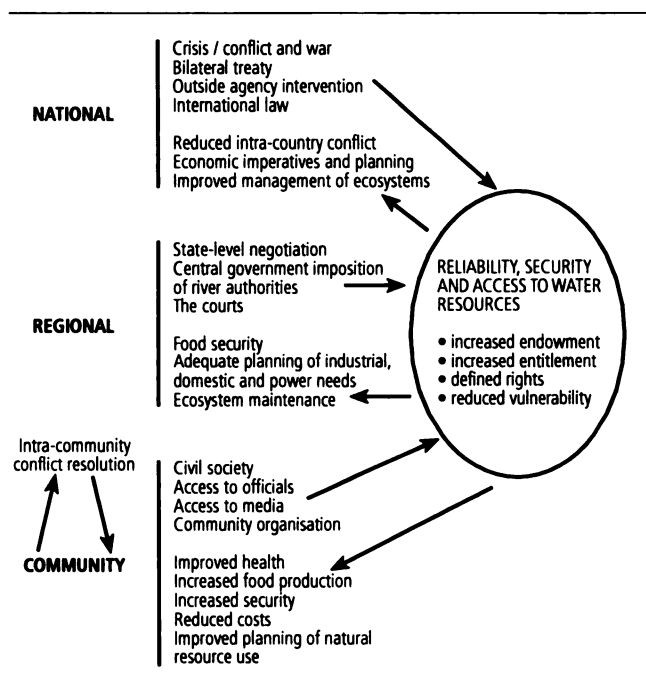 NATIONAL
Crisis / conflict and war
Bilateral treaty
Outside agency intervention
International law
Reduced intra-country conflict
Economic imperatives and planning
Improved management of ecosystems
REGIONAL
State-level negotiation
Central government imposition
of river authorities
The courts
Food security
Adequate planning of industrial,
domestic and power needs
Ecosystem maintenance
Intra-community
conflict resolution
COMMUNITY
Civil society
Access to officials
Access to media
Community organisation
Improved health
Increased food production
Increased security
Reduced costs
Improved planning of natural
resource use
RELIABILITY, SECURITY
AND ACCESS TO WATER
RESOURCES
• increased endowment
• increased entitlement
• defined rights
• reduced vulnerability